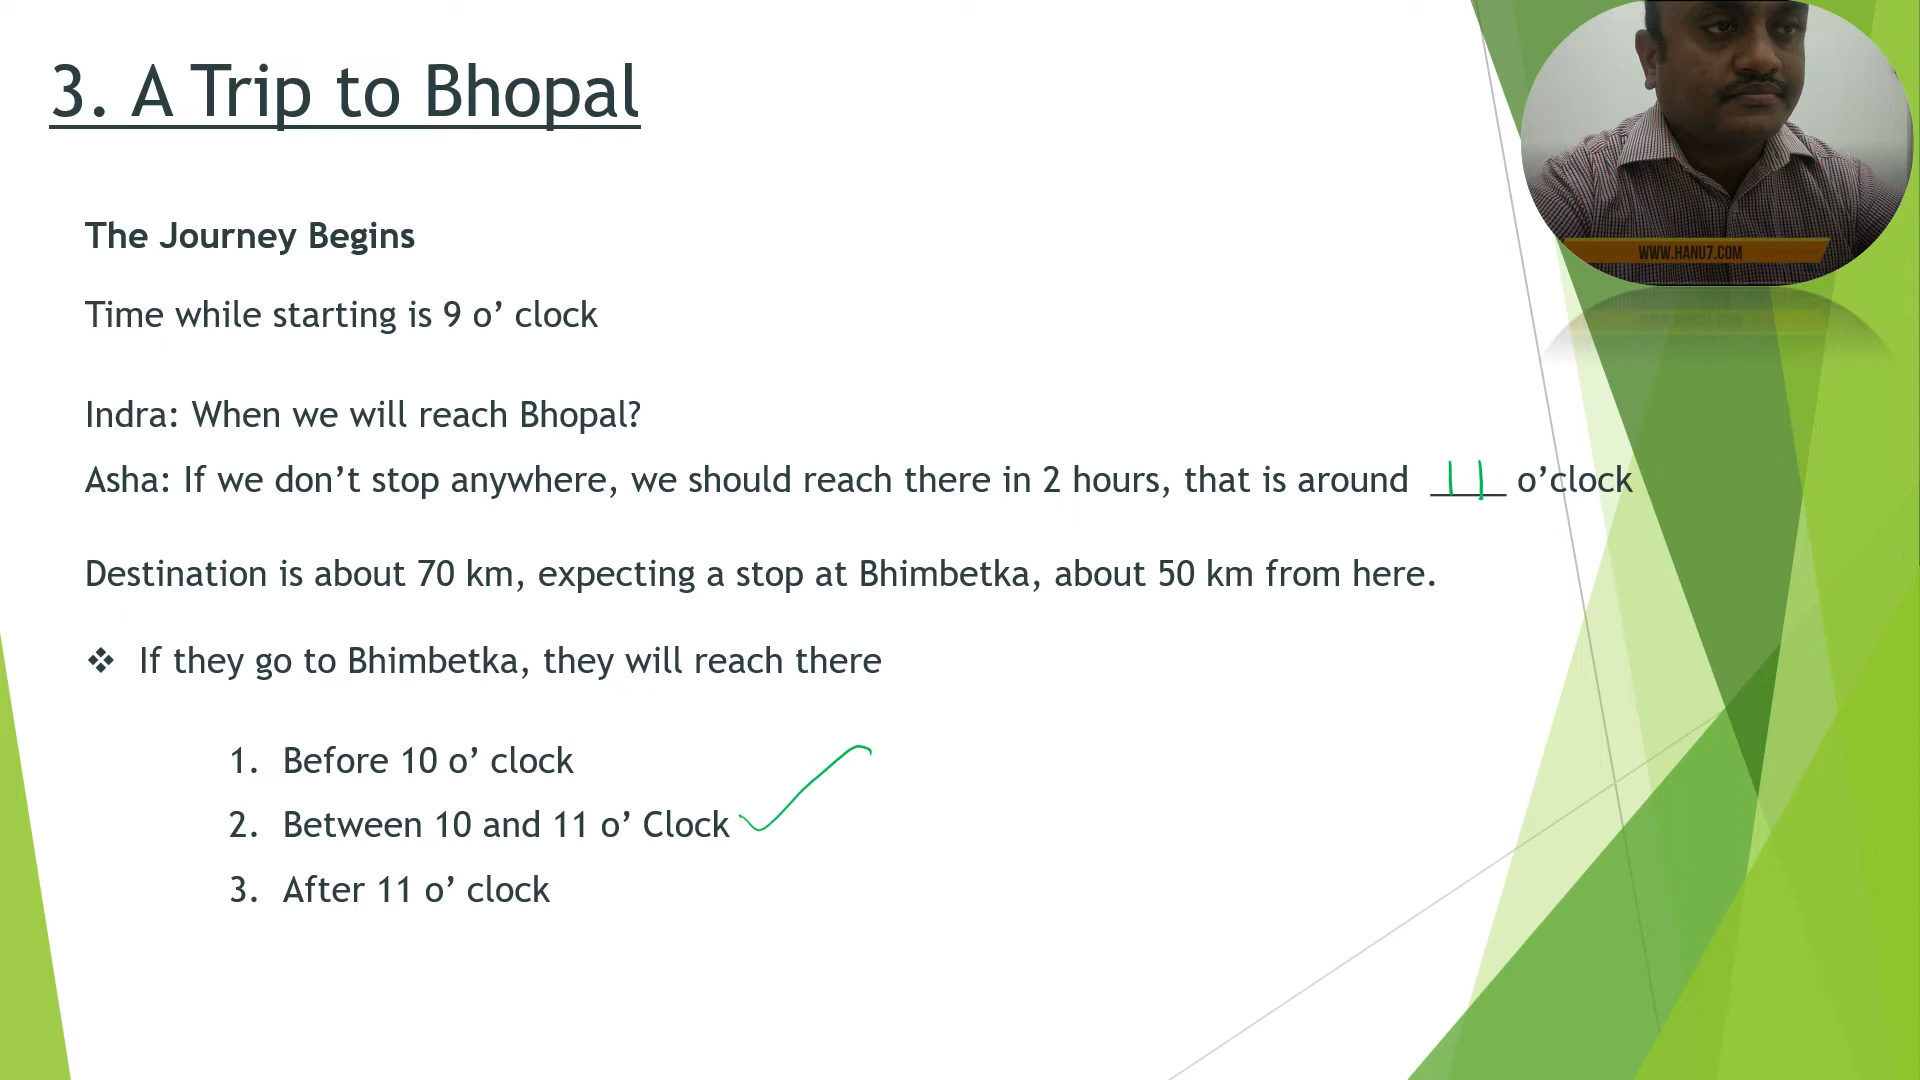 3. A Trip to Bhopal
WWW.HANU7.COM
The Journey Begins
Time while starting is 9 o’ clock
Indra: When we will reach Bhopal?
Asha: If we don’t stop anywhere, we should reach there in 2 hours, that is around 11 o’clock
Destination is about 70 km, expecting a stop at Bhimbetka, about 50 km from here.
❖ If they go to Bhimbetka, they will reach there
1. Before 10 o’ clock
2. Between 10 and 11 o’ Clock ✓
3. After 11 o’ clock